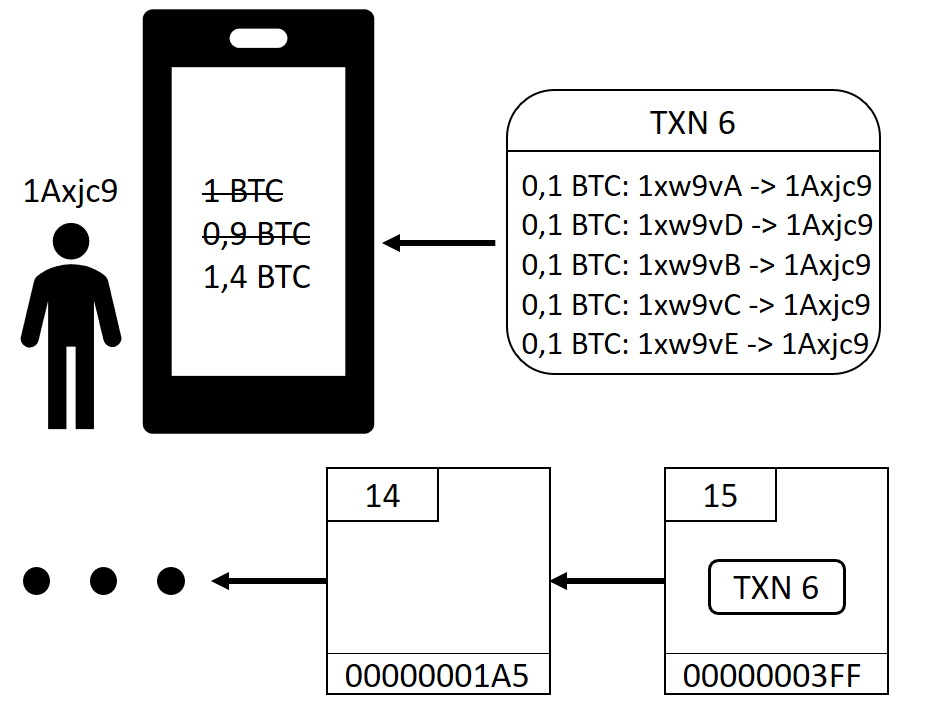 1Axjc9
1 BTC
0,9 BTC
1,4 BTC
TXN 6
0,1 BTC: 1xw9vA -> 1Axjc9
0,1 BTC: 1xw9vD -> 1Axjc9
0,1 BTC: 1xw9vB -> 1Axjc9
0,1 BTC: 1xw9vC -> 1Axjc9
0,1 BTC: 1xw9vE -> 1Axjc9
14
00000001A5
15
TXN 6
00000003FF